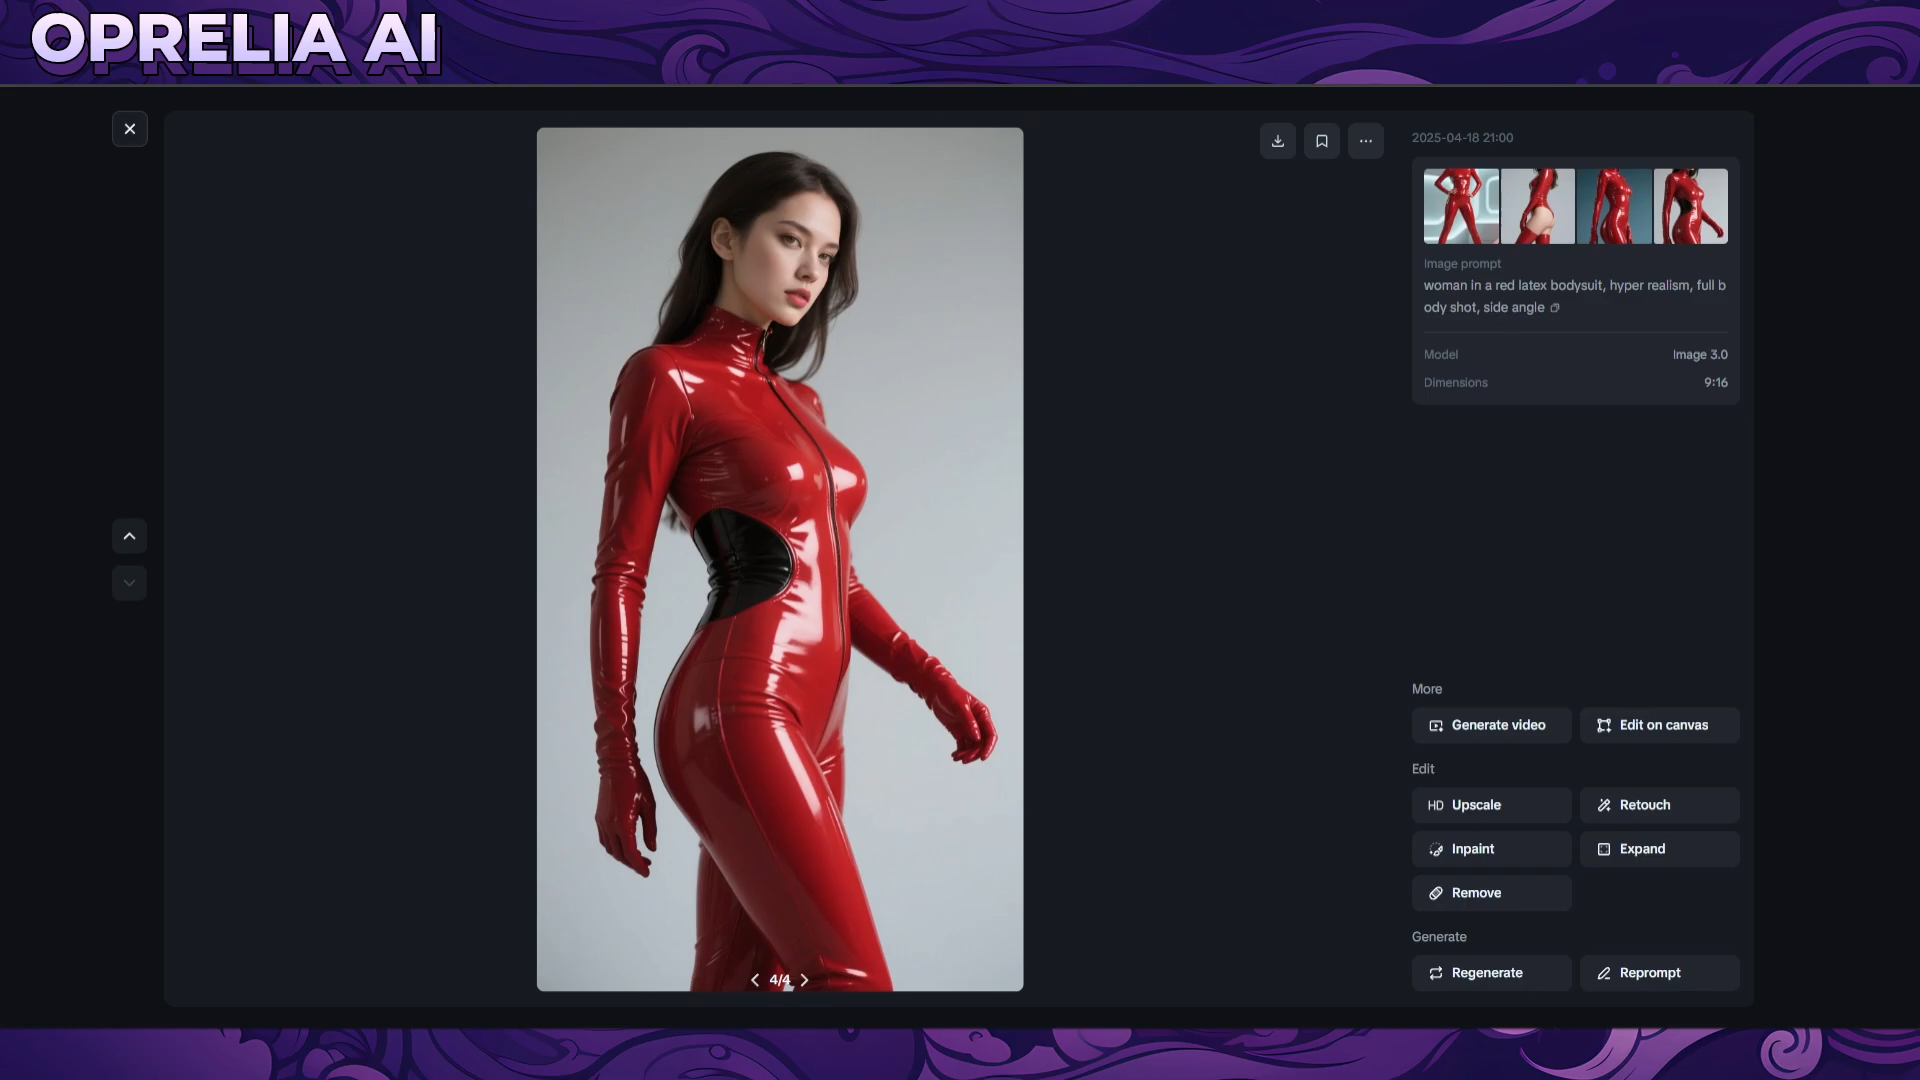 OPRELIA AI
2025-04-18 21:00
Image prompt
woman in a red latex bodysuit, hyper realism, full b
ody shot, side angle
Model Image 3.0
Dimensions 9:16
More
Generate video Edit on canvas
Edit
HD Upscale Retouch
Inpaint Expand
Remove
Generate
4/4
Regenerate Reprompt